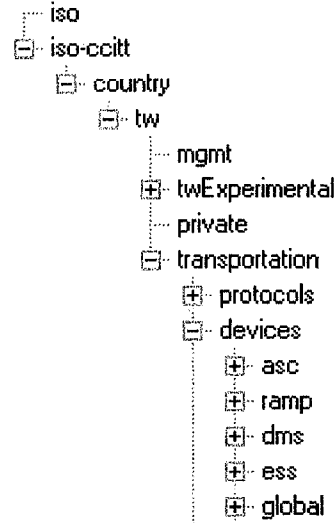 iso
iso-ccitt
country
tw
mgmt
twExperimental
private
transportation
protocols
devices
asc
ramp
dms
ess
global